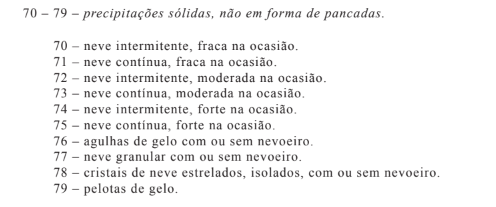 70 – 79 – precipitações sólidas, não em forma de pancadas.
70 – neve intermitente, fraca na ocasião.
71 – neve contínua, fraca na ocasião.
72 – neve intermitente, moderada na ocasião.
73 – neve contínua, moderada na ocasião.
74 – neve intermitente, forte na ocasião.
75 – neve contínua, forte na ocasião.
76 – agulhas de gelo com ou sem nevoeiro.
77 – neve granular com ou sem nevoeiro.
78 – cristais de neve estrelados, isolados, com ou sem nevoeiro.
79 – pelotas de gelo.